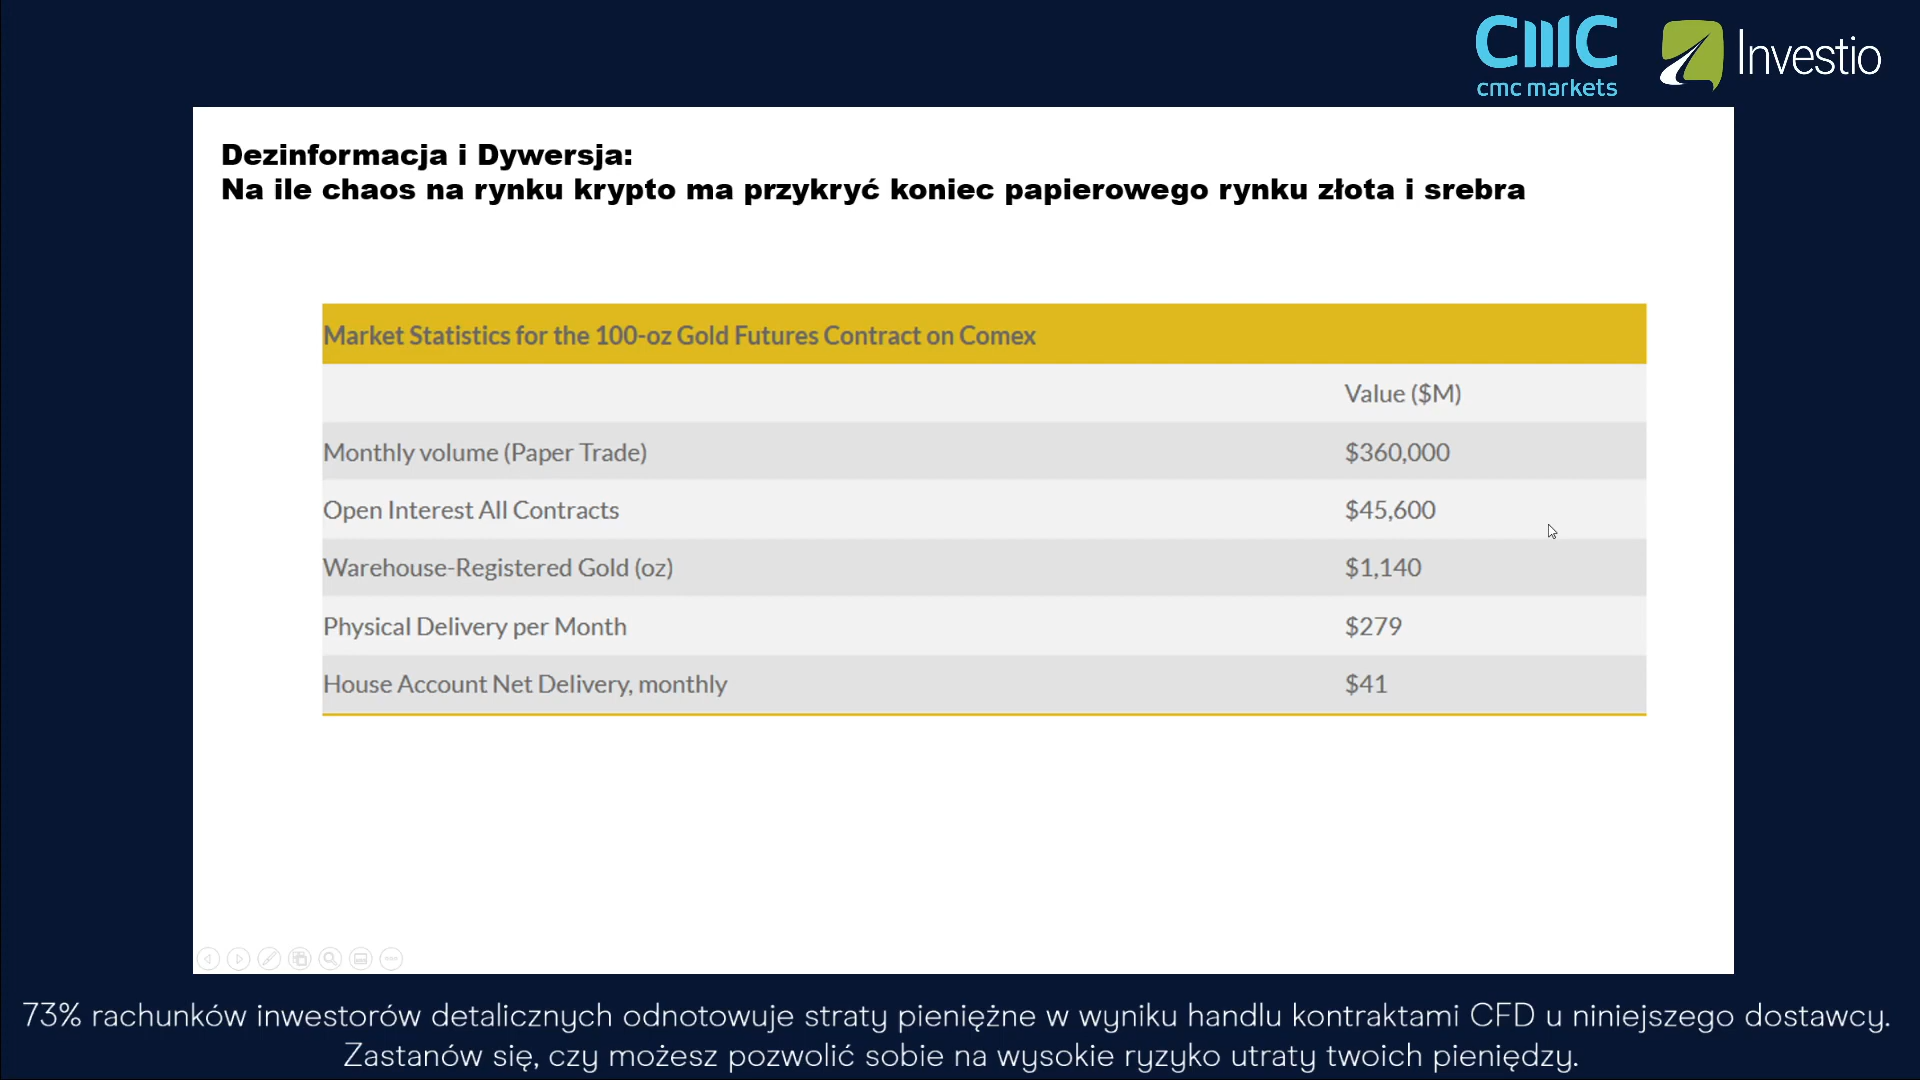 CMC
cmc markets
Investio
Dezinformacja i Dywersja:
Na ile chaos na rynku krypto ma przykryć koniec papierowego rynku złota i srebra
Market Statistics for the 100-oz Gold Futures Contract on Comex
Value ($M)
Monthly volume (Paper Trade) $360,000
Open Interest All Contracts $45,600
Warehouse-Registered Gold (oz) $1,140
Physical Delivery per Month $279
House Account Net Delivery, monthly $41
73% rachunków inwestorów detalicznych odnotowuje straty pieniężne w wyniku handlu kontraktami CFD u niniejszego dostawcy.
Zastanów się, czy możesz pozwolić sobie na wysokie ryzyko utraty twoich pieniędzy.